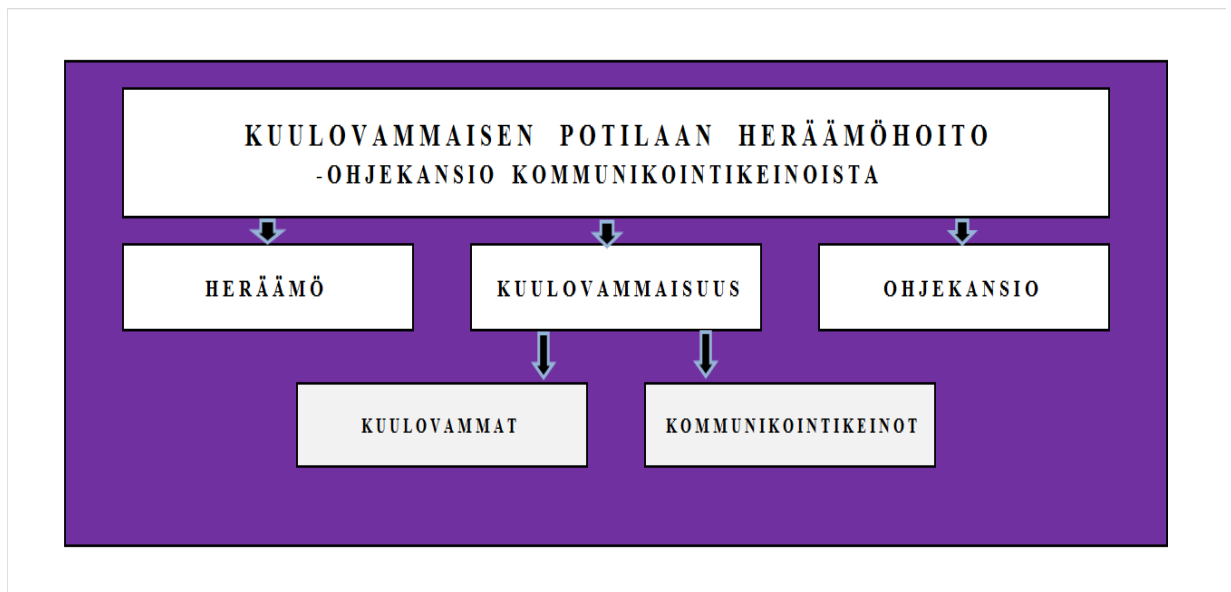 KUULOVAMMAISEN POTILAAN HERÄÄMÖHOITO
-OHJEKANSIO KOMMUNIKOINTIKEINOISTA
HERÄÄMÖ
KUULOVAMMAISUUS
OHJEKANSIO
KUULOVAMMAT
KOMMUNIKOINTIKEINOT